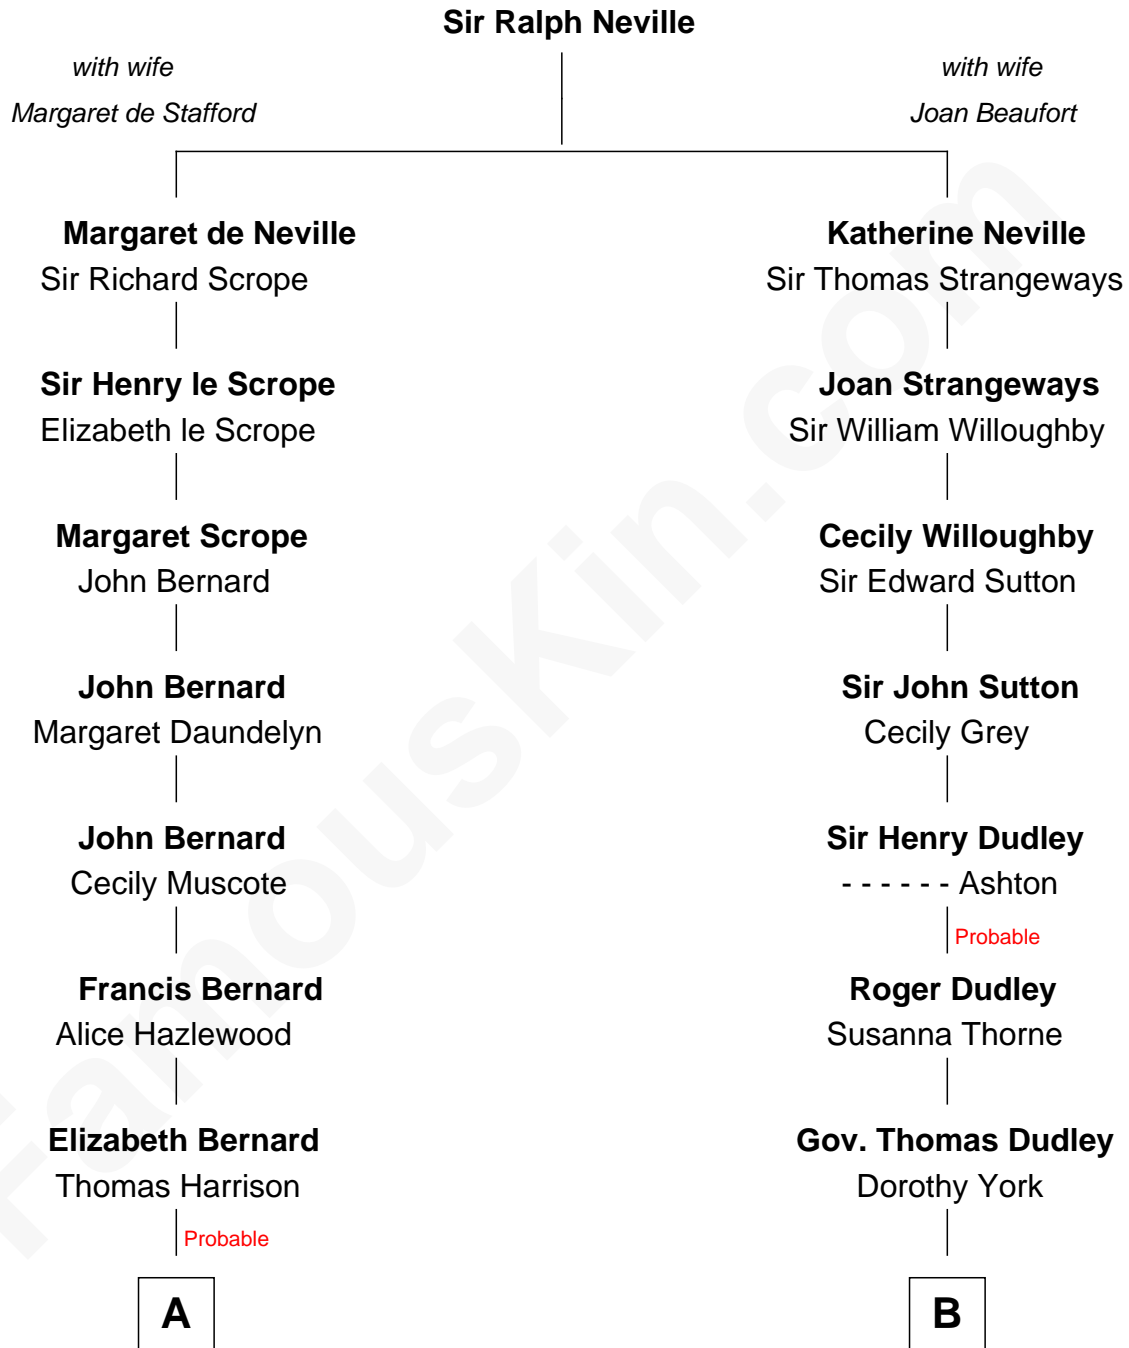 Sir Ralph Neville
with wife
Margaret de Stafford
with wife
Joan Beaufort
Margaret de Neville
Sir Richard Scrope
Katherine Neville
Sir Thomas Strangeways
Sir Henry le Scrope
Elizabeth le Scrope
Joan Strangeways
Sir William Willoughby
Margaret Scrope
John Bernard
Cecily Willoughby
Sir Edward Sutton
John Bernard
Margaret Daundelyn
Sir John Sutton
Cecily Grey
John Bernard
Cecily Muscote
Sir Henry Dudley
- - - - - - Ashton
Probable
Francis Bernard
Alice Hazlewood
Roger Dudley
Susanna Thorne
Elizabeth Bernard
Thomas Harrison
Probable
Gov. Thomas Dudley
Dorothy York
A
B
FamousKin.com